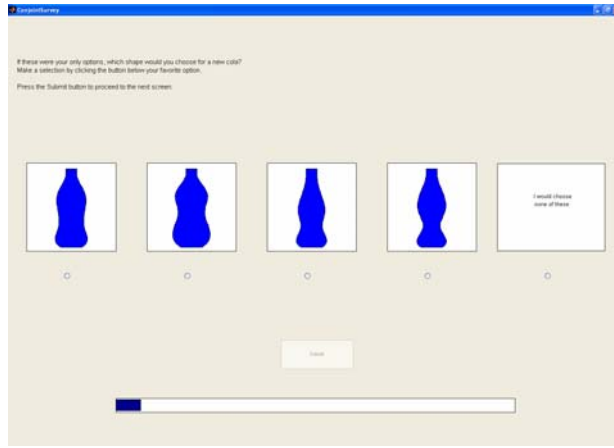 ConjointSurvey
If these were your only options, which shape would you choose for a new cola?
Make a selection by clicking the button below your favorite option.
Press the Submit button to proceed to the next screen.
I would choose
none of these